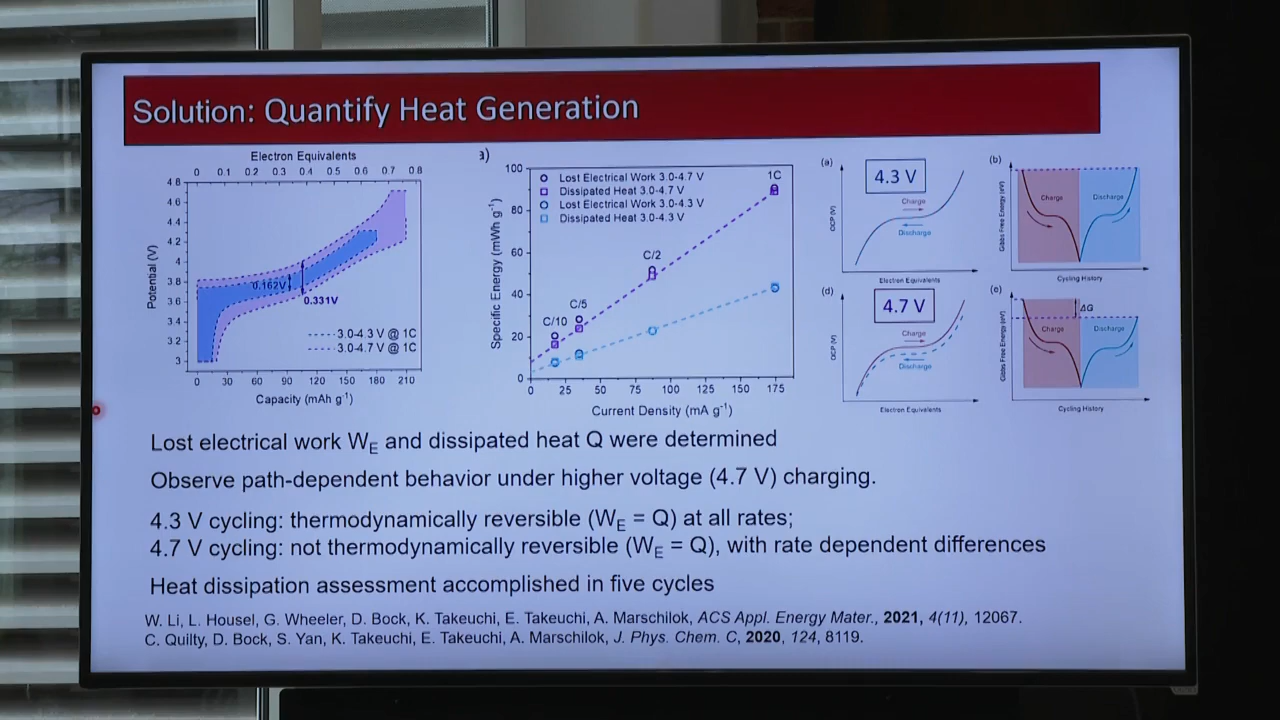 Solution: Quantify Heat Generation
Electron Equivalents
0 0.1 0.2 0.3 0.4 0.5 0.6 0.7 0.8
4.8
4.6
4.4
4.2
4
3.8
3.6
3.4
3.2
3
Potential (V)
0.162V
0.331V
3.0-4.3 V @ 1C
3.0-4.7 V @ 1C
0 30 60 90 120 150 180 210
Capacity (mAh g-1)
a)
100
80
60
40
20
0
Specific Energy (mWh g-1)
Lost Electrical Work 3.0-4.7 V
Dissipated Heat 3.0-4.7 V
Lost Electrical Work 3.0-4.3 V
Dissipated Heat 3.0-4.3 V
1C
C/2
C/5
C/10
0 25 50 75 100 125 150 175
Current Density (mA g-1)
(a)
4.3 V
OCP (V)
Charge
Discharge
Electron Equivalents
(b)
Gibbs Free Energy (eV)
Charge
Discharge
Cycling History
(d)
4.7 V
OCP (V)
Charge
Discharge
Electron Equivalents
(e)
Gibbs Free Energy (eV)
ΔG
Charge
Discharge
Cycling History
Lost electrical work WE and dissipated heat Q were determined
Observe path-dependent behavior under higher voltage (4.7 V) charging.
4.3 V cycling: thermodynamically reversible (WE = Q) at all rates;
4.7 V cycling: not thermodynamically reversible (WE = Q), with rate dependent differences
Heat dissipation assessment accomplished in five cycles
W. Li, L. Housel, G. Wheeler, D. Bock, K. Takeuchi, E. Takeuchi, A. Marschilok, ACS Appl. Energy Mater., 2021, 4(11), 12067.
C. Quilty, D. Bock, S. Yan, K. Takeuchi, E. Takeuchi, A. Marschilok, J. Phys. Chem. C, 2020, 124, 8119.